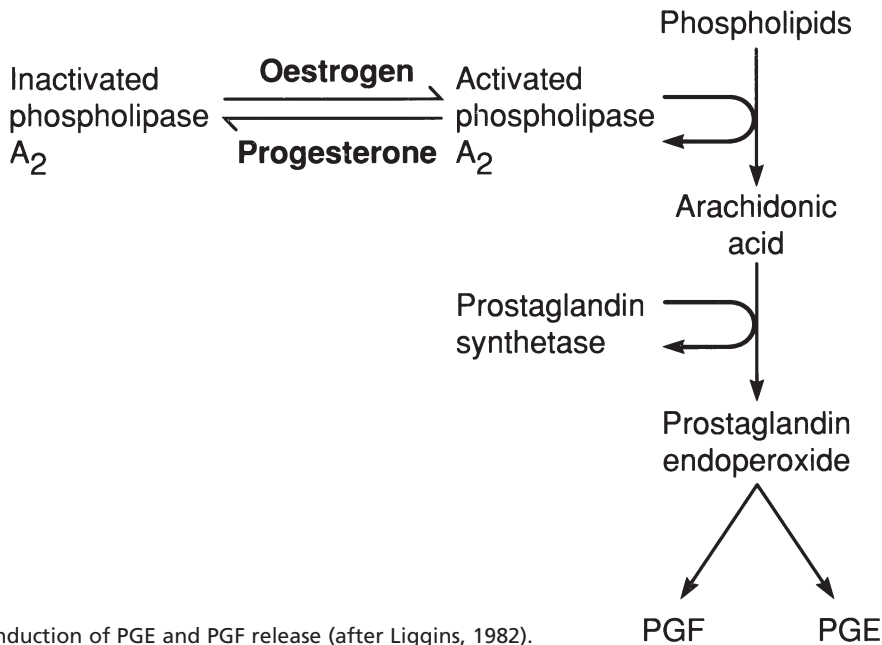 Phospholipids
Inactivated
phospholipase
A2
Oestrogen
Progesterone
Activated
phospholipase
A2
Arachidonic
acid
Prostaglandin
synthetase
Prostaglandin
endoperoxide
PGF
PGE
of PGE and PGF release (after Liggins, 1982).